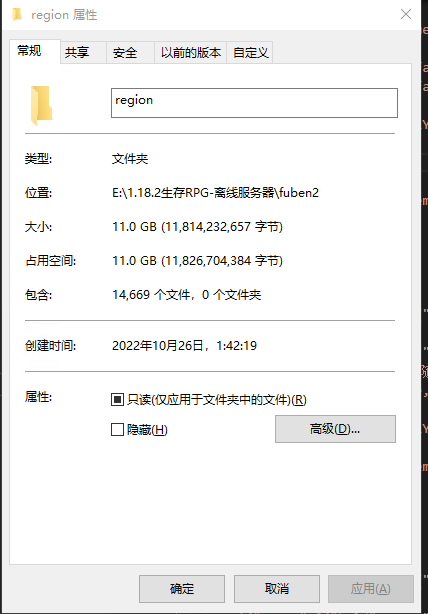 region 属性
常规 共享 安全 以前的版本 自定义
region
类型: 文件夹
位置: E:\1.18.2生存RPG-离线服务器\fuben2
大小: 11.0 GB (11,814,232,657 字节)
占用空间: 11.0 GB (11,826,704,384 字节)
包含: 14,669 个文件，0 个文件夹
创建时间: 2022年10月26日，1:42:19
属性: 只读(仅应用于文件夹中的文件)(R)
隐藏(H) 高级(D)...
确定 取消 应用(A)